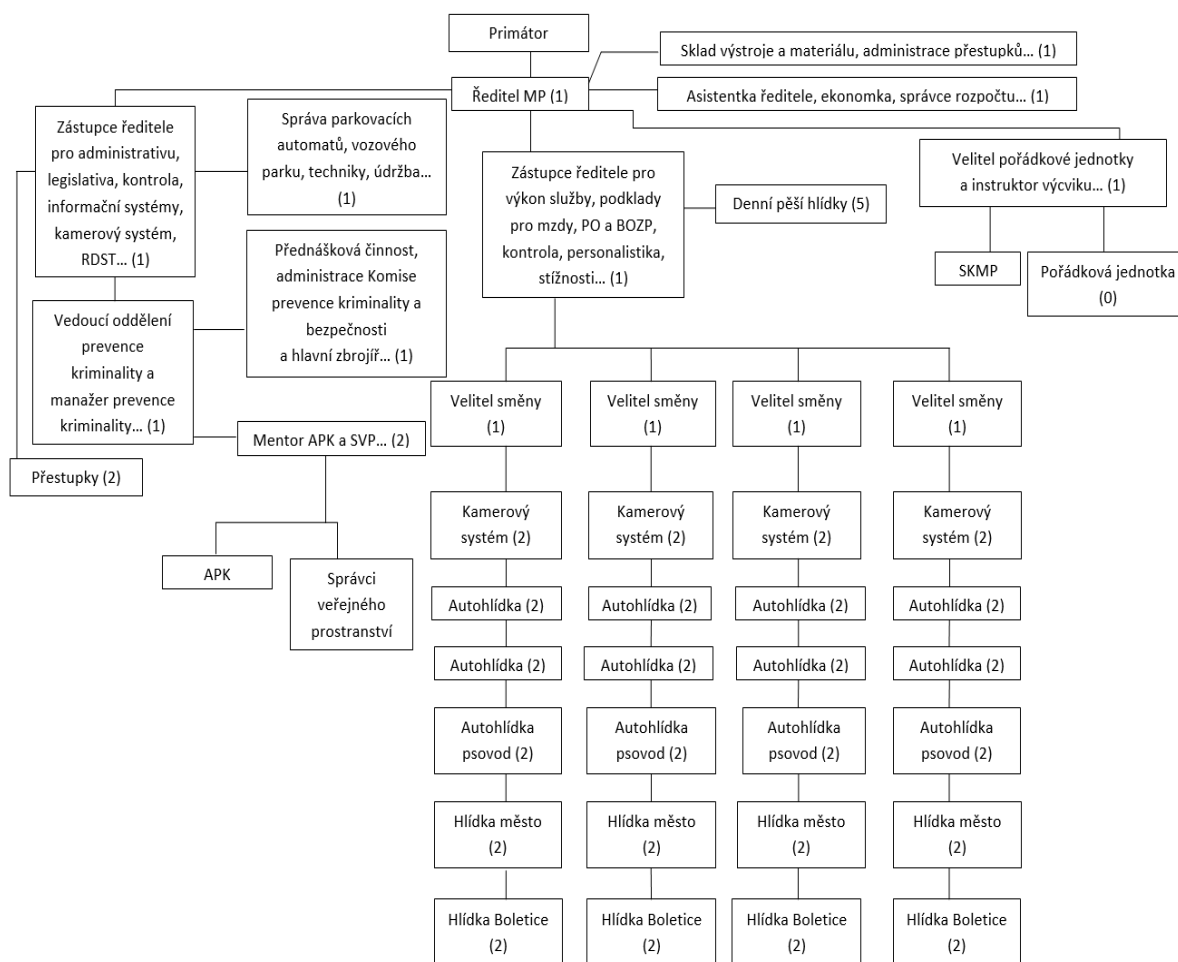 Primátor
Sklad výstroje a materiálu, administrace přestupků… (1)
Ředitel MP (1)
Asistentka ředitele, ekonomka, správce rozpočtu… (1)
Zástupce ředitele
pro administrativu,
legislativa, kontrola,
informační systémy,
kamerový systém,
RDST… (1)
Správa parkovacích
automatů, vozového
parku, techniky, údržba…
(1)
Zástupce ředitele pro
výkon služby, podklady
pro mzdy, PO a BOZP,
kontrola, personalistika,
stížnosti… (1)
Denní pěší hlídky (5)
Velitel pořádkové jednotky
a instruktor výcviku… (1)
SKMP
Pořádková jednotka
(0)
Přednášková činnost,
administrace Komise
prevence kriminality a
bezpečnosti
a hlavní zbrojíř… (1)
Vedoucí oddělení
prevence
kriminality a
manažer prevence
kriminality… (1)
Mentor APK a SVP… (2)
Přestupky (2)
APK
Správci
veřejného
prostranství
Velitel směny
(1)
Velitel směny
(1)
Velitel směny
(1)
Velitel směny
(1)
Kamerový
systém (2)
Kamerový
systém (2)
Kamerový
systém (2)
Kamerový
systém (2)
Autohlídka (2)
Autohlídka (2)
Autohlídka (2)
Autohlídka (2)
Autohlídka (2)
Autohlídka (2)
Autohlídka (2)
Autohlídka (2)
Autohlídka
psovod (2)
Autohlídka
psovod (2)
Autohlídka
psovod (2)
Autohlídka
psovod (2)
Hlídka město
(2)
Hlídka město
(2)
Hlídka město
(2)
Hlídka město
(2)
Hlídka Boletice
(2)
Hlídka Boletice
(2)
Hlídka Boletice
(2)
Hlídka Boletice
(2)